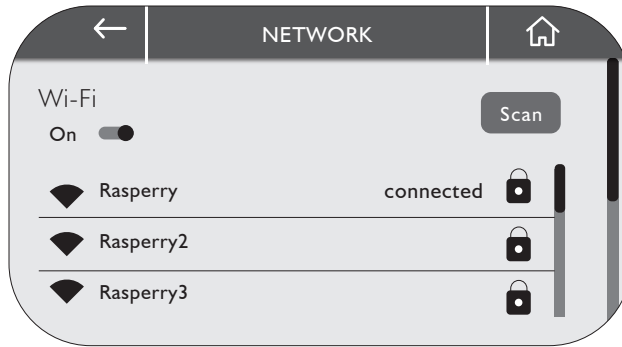 NETWORK
Wi-Fi
Scan
On
Rasperry connected
Rasperry2
Rasperry3